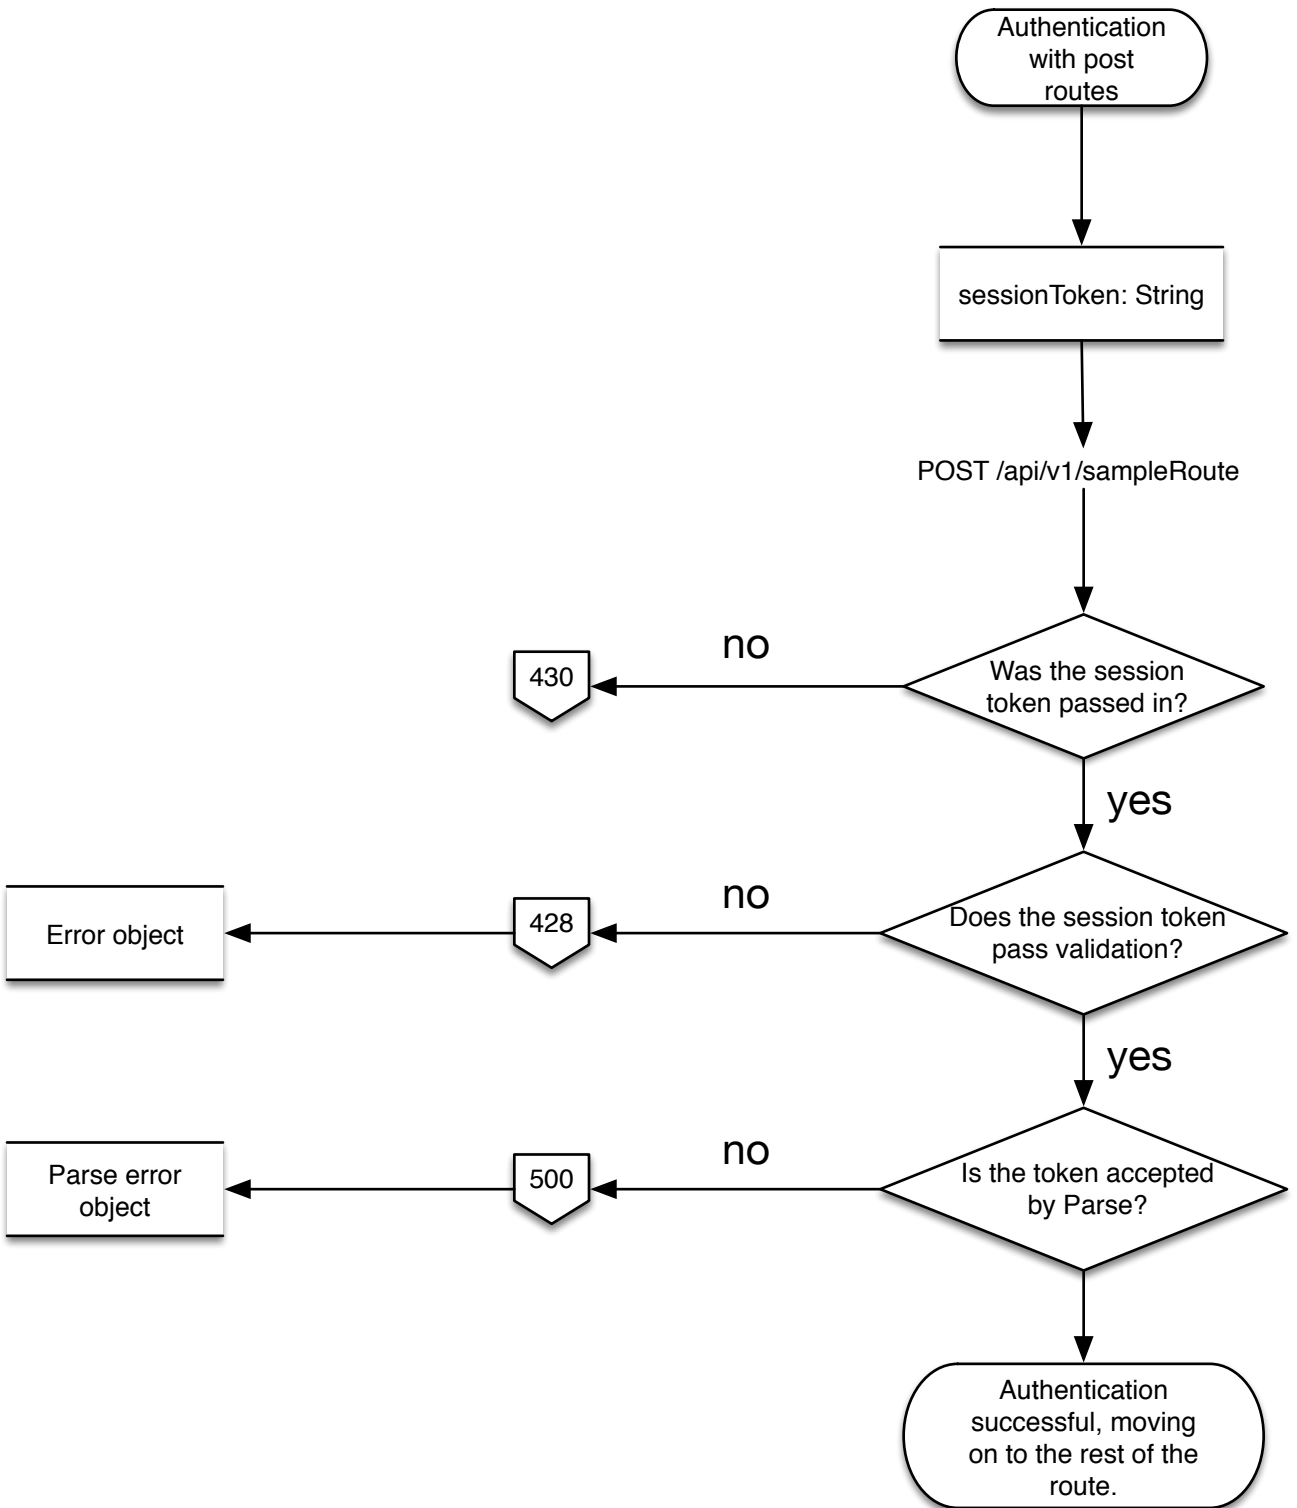 Authentication
with post
routes
sessionToken: String
POST /api/v1/sampleRoute
no
430
Was the session
token passed in?
yes
no
Error object
428
Does the session token
pass validation?
yes
no
Parse error
object
500
Is the token accepted
by Parse?
Authentication
successful, moving
on to the rest of the
route.